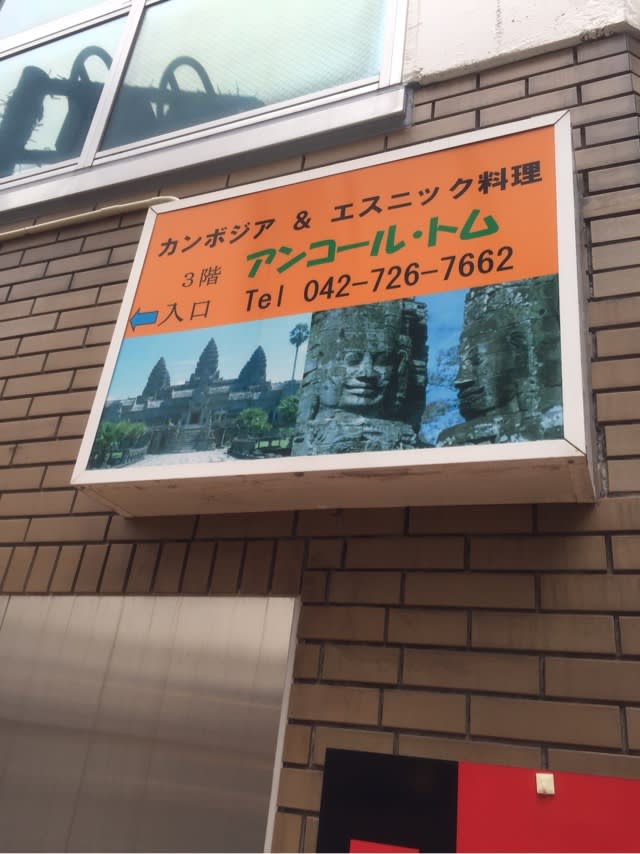 カンボジア & エスニック料理
3階 アンコール・トム
入口 Tel 042-726-7662